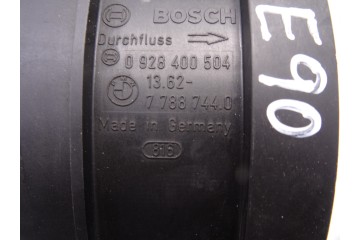 BOSCH
Durchfluss
0 928 400 504
13.62-
7 788 744.0
Made in Germany
E90